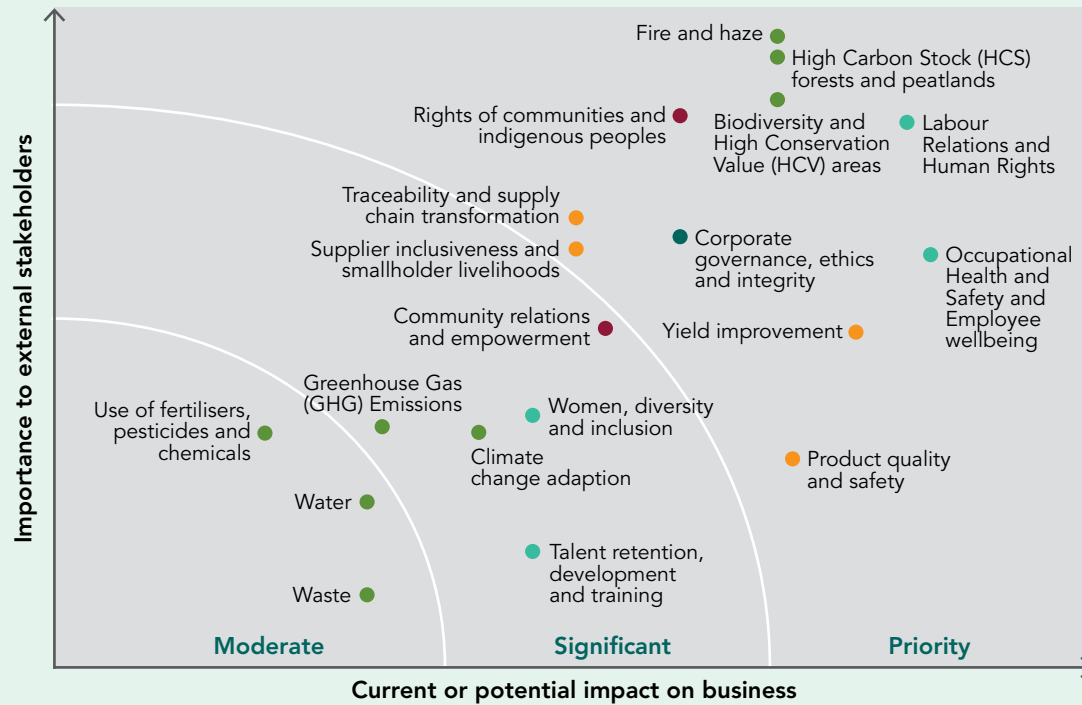 Importance to external stakeholders
Fire and haze
High Carbon Stock (HCS)
forests and peatlands
Rights of communities and
indigenous peoples
Biodiversity and
High Conservation
Value (HCV) areas
Labour
Relations and
Human Rights
Traceability and supply
chain transformation
Supplier inclusiveness and
smallholder livelihoods
Corporate
governance, ethics
and integrity
Occupational
Health and
Safety and
Employee
wellbeing
Community relations
and empowerment
Yield improvement
Greenhouse Gas
(GHG) Emissions
Use of fertilisers,
pesticides and
chemicals
Women, diversity
and inclusion
Climate
change adaption
Product quality
and safety
Water
Talent retention,
development
and training
Waste
Moderate
Significant
Priority
Current or potential impact on business